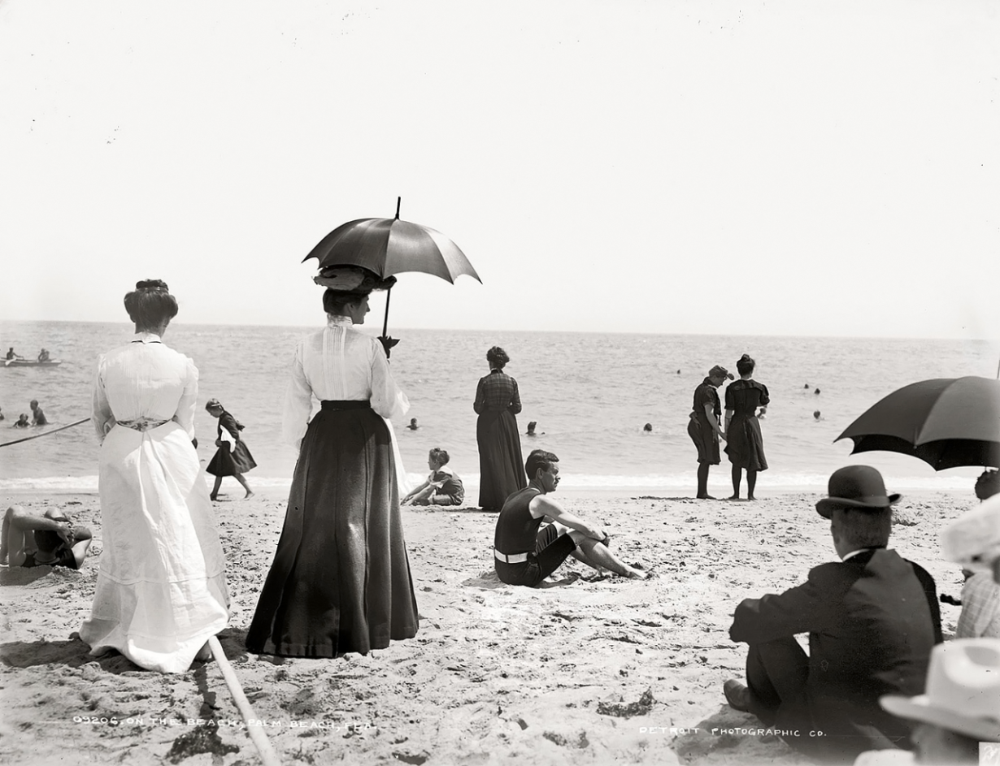 09206, ON THE BEACH, PALM BEACH, FLA.
DETROIT PHOTOGRAPHIC CO.